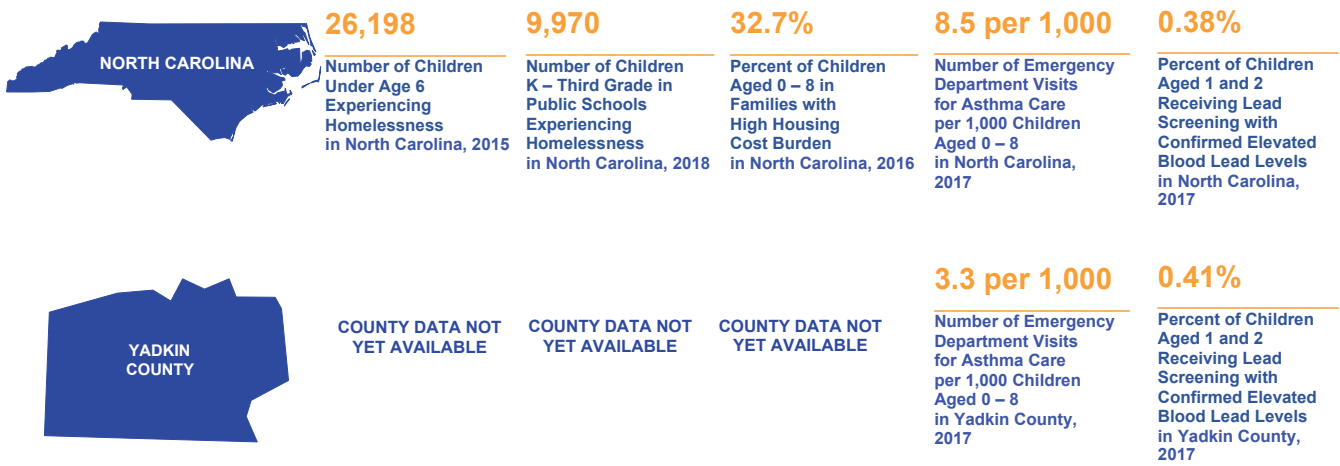 NORTH CAROLINA
26,198
Number of Children
Under Age 6
Experiencing
Homelessness
in North Carolina, 2015
9,970
Number of Children
K – Third Grade in
Public Schools
Experiencing
Homelessness
in North Carolina, 2018
32.7%
Percent of Children
Aged 0 – 8 in
Families with
High Housing
Cost Burden
in North Carolina, 2016
8.5 per 1,000
Number of Emergency
Department Visits
for Asthma Care
per 1,000 Children
Aged 0 – 8
in North Carolina,
2017
0.38%
Percent of Children
Aged 1 and 2
Receiving Lead
Screening with
Confirmed Elevated
Blood Lead Levels
in North Carolina,
2017
YADKIN
COUNTY
COUNTY DATA NOT
YET AVAILABLE
COUNTY DATA NOT
YET AVAILABLE
COUNTY DATA NOT
YET AVAILABLE
3.3 per 1,000
Number of Emergency
Department Visits
for Asthma Care
per 1,000 Children
Aged 0 – 8
in Yadkin County,
2017
0.41%
Percent of Children
Aged 1 and 2
Receiving Lead
Screening with
Confirmed Elevated
Blood Lead Levels
in Yadkin County,
2017